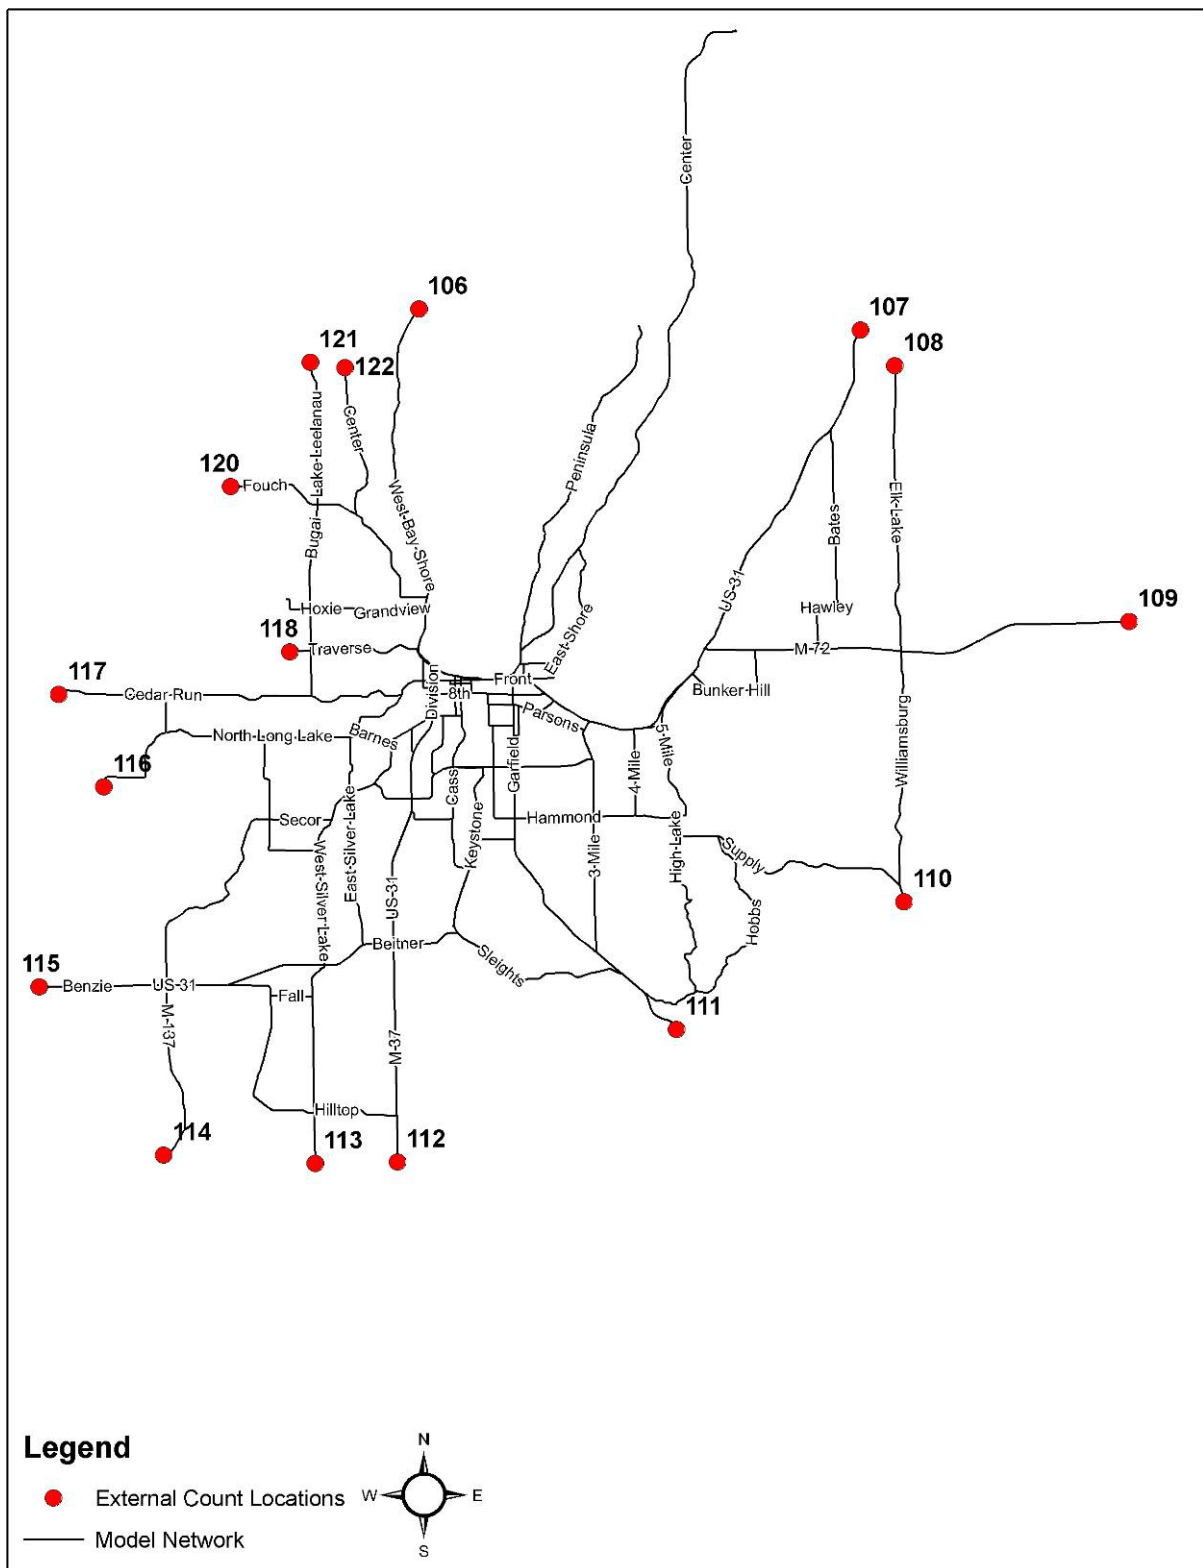 Center
106
107
121
108
122
Center
Bugai
Lake-Leelanau
Peninsula
120
Fouch
West-Bay-Shore
Elk-Lake
Bates
US-31
Hoxie
Grandview
Hawley
109
118
Traverse
East-Shore
M-72
117
Cedar-Run
Division
8th
Front
Bunker-Hill
Parsons
North-Long-Lake
Barnes
5-Mile
116
Garfield
4-Mile
Williamsburg
Cass
Keystone
Secor
East-Silver-Lake
Hammond
West-Silver-Lake
3-Mile
High-Lake
Supply
110
US-31
Hobbs
Beitner
Sleights
115
Benzie
US-31
Fall
111
M-137
M-37
Hilltop
114
113
112
Legend
External Count Locations
Model Network
N
W
E
S